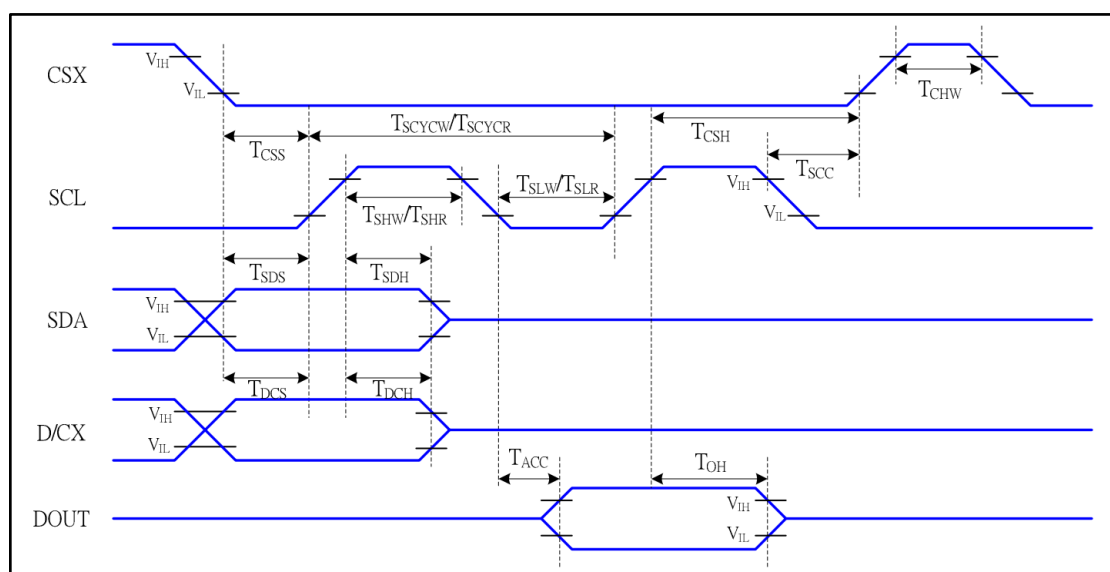 CSX
VIH
VIL
TCHW
TSCYCW/TSCYCR
TCSS
TCSH
TSCC
SCL
TSLW/TSLR
TSHW/TSHR
VIH
VIL
TSDS
TSDH
SDA
VIH
VIL
TDCS
TDCH
D/CX
VIH
VIL
TACC
TOH
DOUT
VIH
VIL